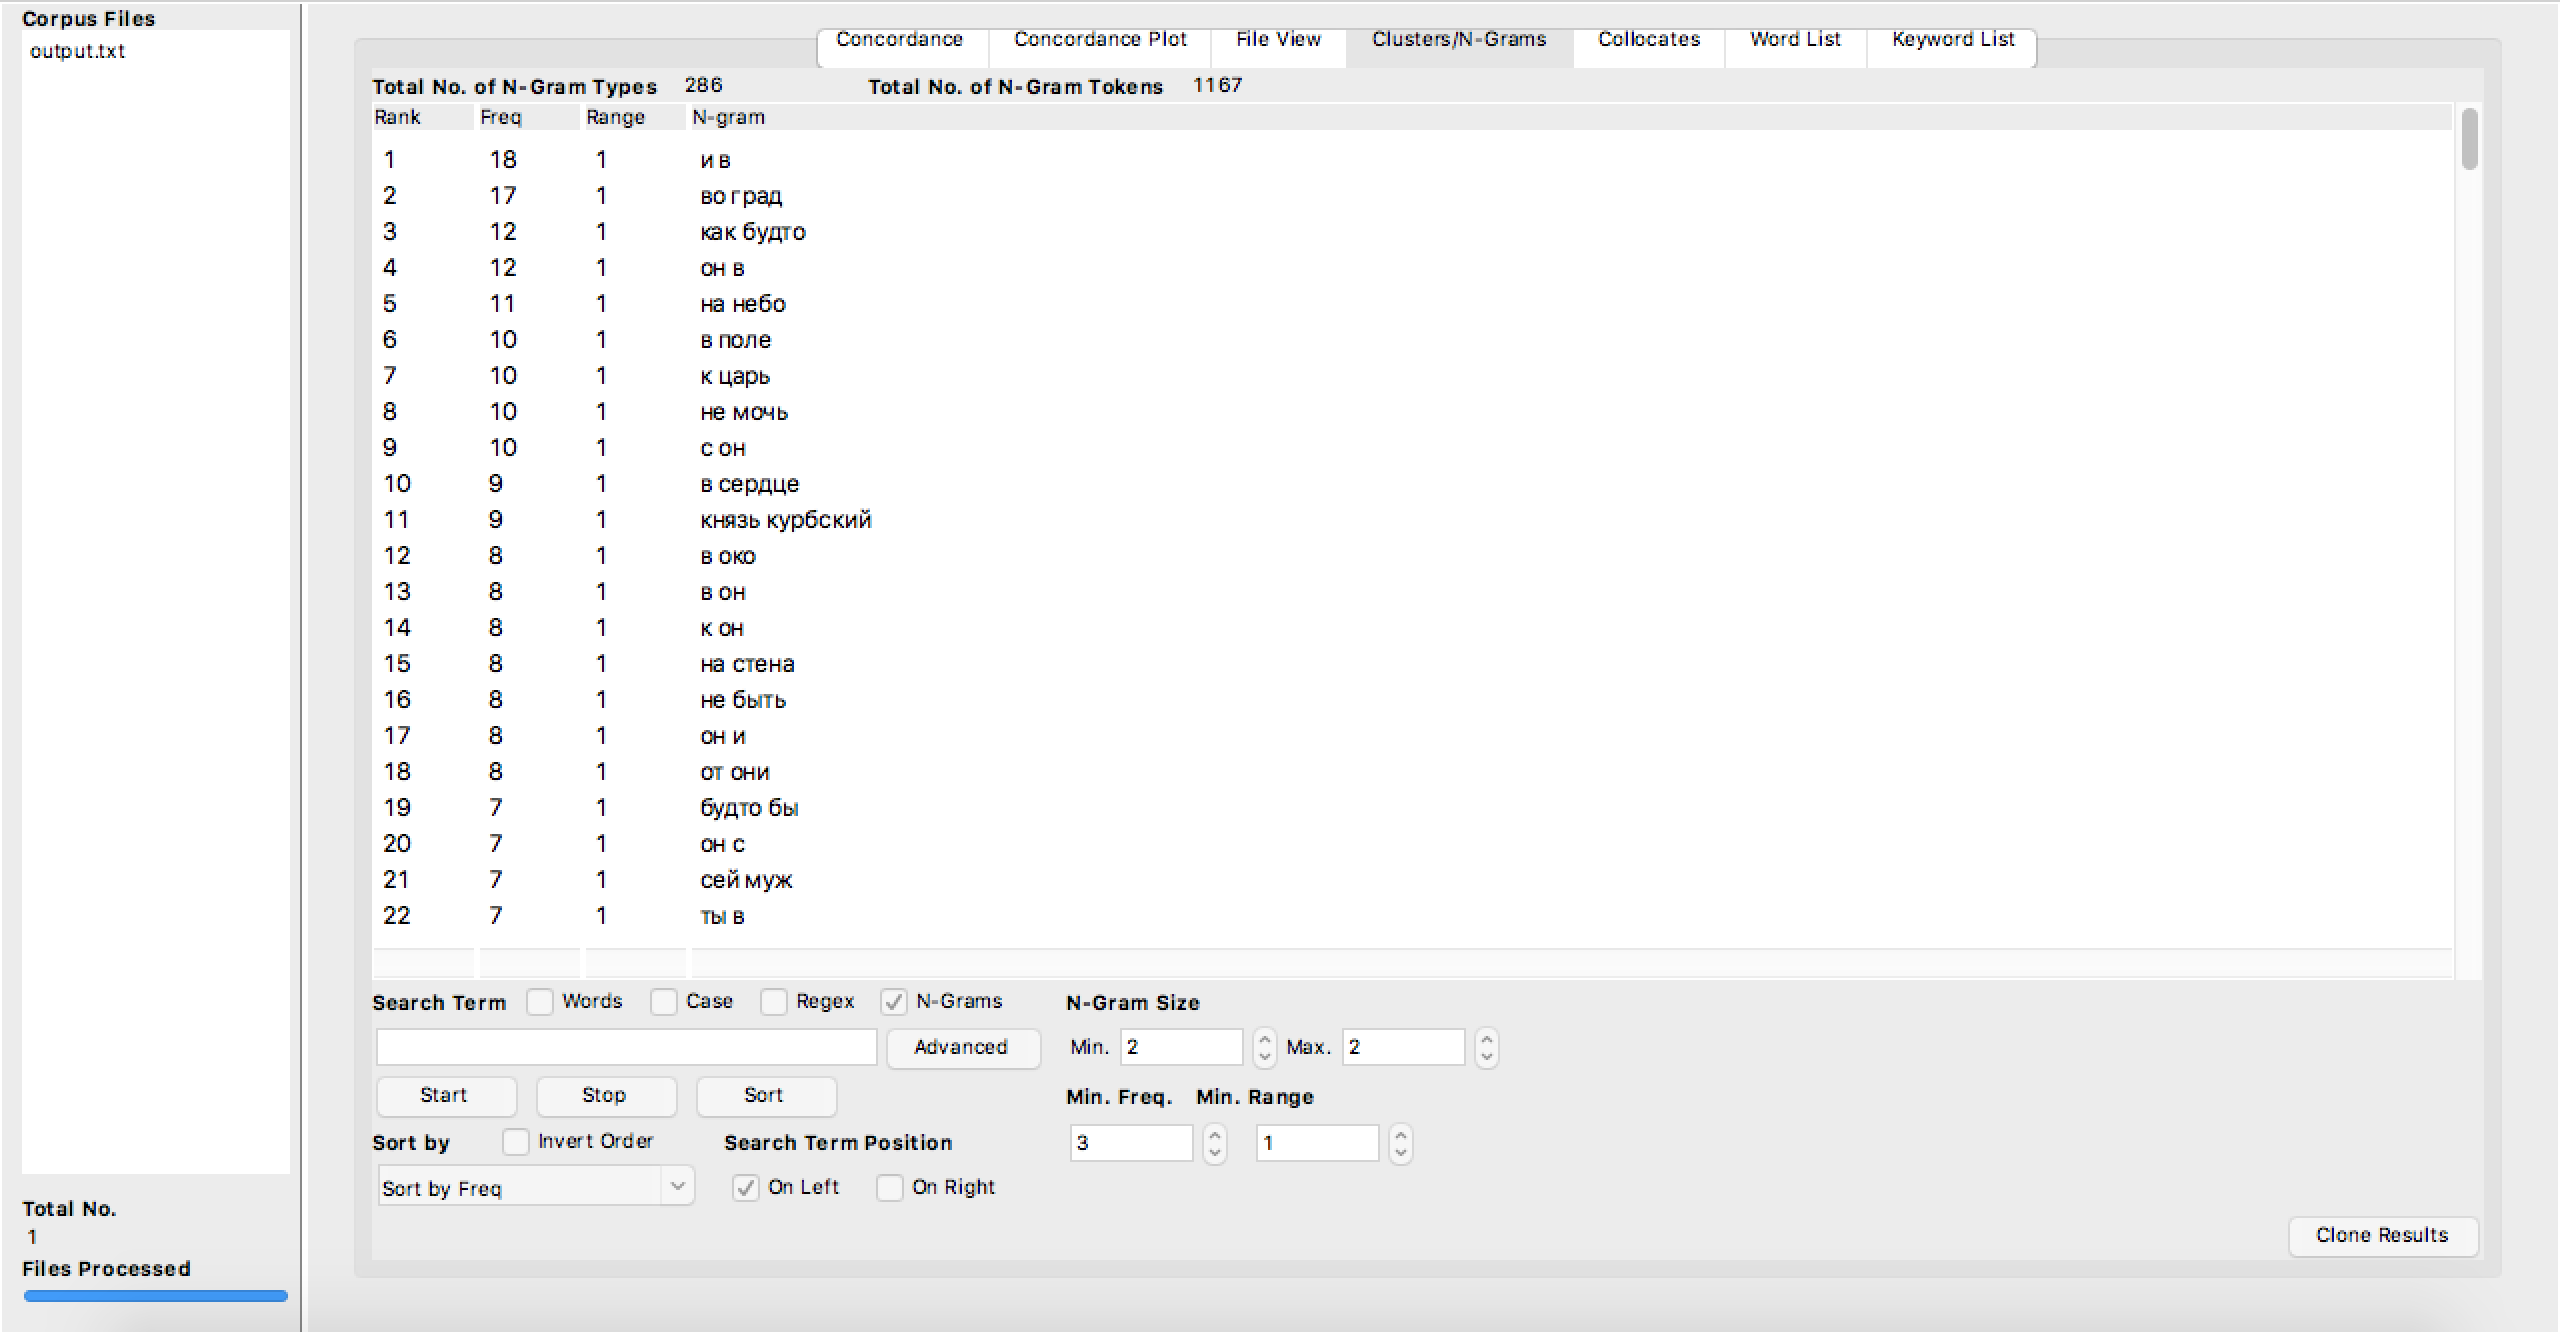 Corpus Files
output.txt
Concordance Concordance Plot File View Clusters/N-Grams Collocates Word List Keyword List
Total No. of N-Gram Types 286 Total No. of N-Gram Tokens 1167
Rank Freq Range N-gram
1 18 1 и в
2 17 1 во град
3 12 1 как будто
4 12 1 он в
5 11 1 на небо
6 10 1 в поле
7 10 1 к царь
8 10 1 не мочь
9 10 1 с он
10 9 1 в сердце
11 9 1 князь курбский
12 8 1 в око
13 8 1 в он
14 8 1 к он
15 8 1 на стена
16 8 1 не быть
17 8 1 он и
18 8 1 от они
19 7 1 будто бы
20 7 1 он с
21 7 1 сей муж
22 7 1 ты в
Search Term Words Case Regex N-Grams N-Gram Size
Advanced Min. 2 Max. 2
Start Stop Sort Min. Freq. Min. Range
Sort by Invert Order Search Term Position 3 1
Sort by Freq On Left On Right
Total No.
1
Files Processed
Clone Results